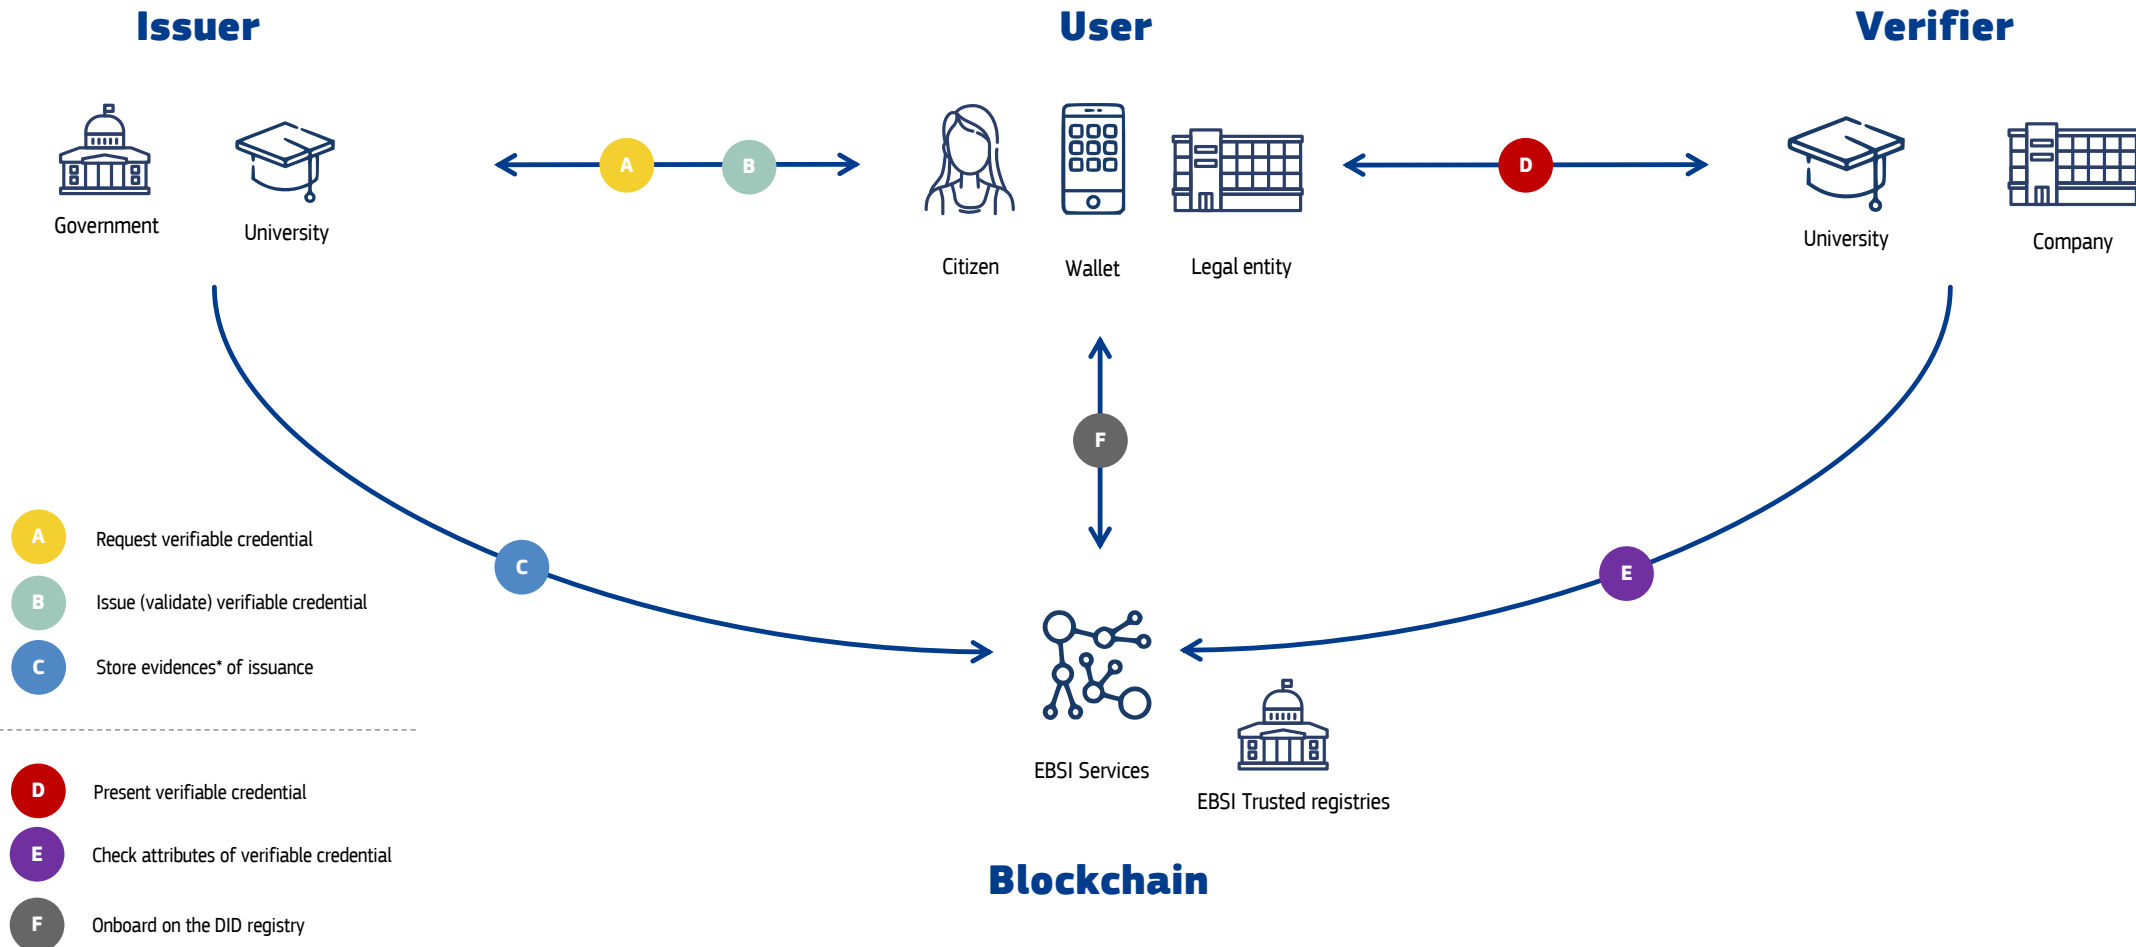 Issuer
User
Verifier
A
B
D
Government
University
Citizen
Wallet
Legal entity
University
Company
F
C
E
A Request verifiable credential
B Issue (validate) verifiable credential
C Store evidences* of issuance
D Present verifiable credential
E Check attributes of verifiable credential
F Onboard on the DID registry
EBSI Services
EBSI Trusted registries
Blockchain